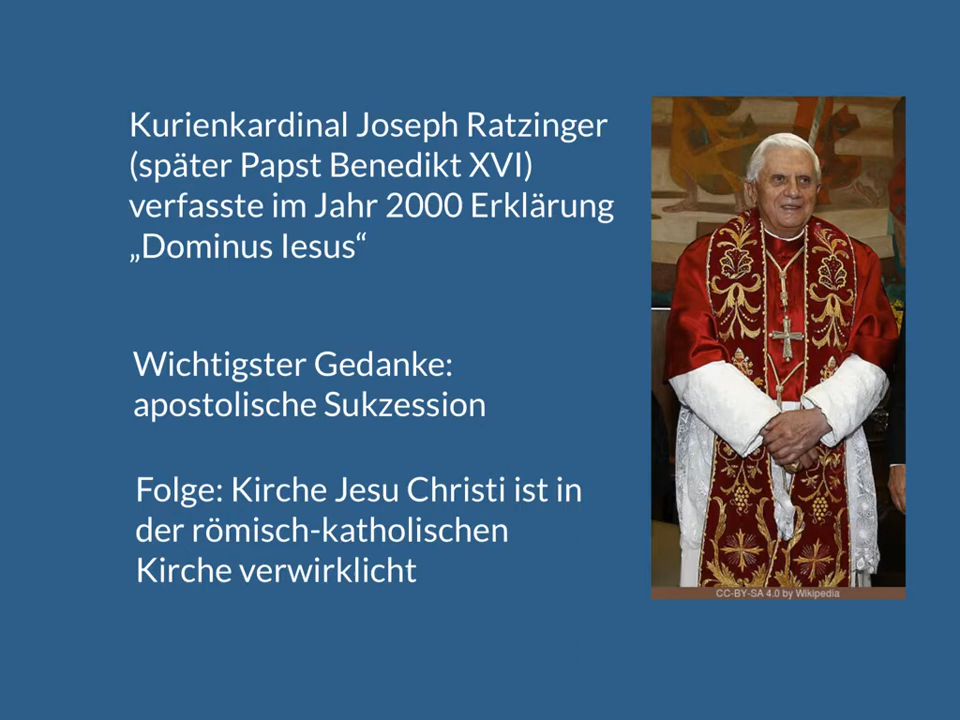 Kurienkardinal Joseph Ratzinger
(später Papst Benedikt XVI)
verfasste im Jahr 2000 Erklärung
„Dominus Iesus“
Wichtigster Gedanke:
apostolische Sukzession
Folge: Kirche Jesu Christi ist in
der römisch-katholischen
Kirche verwirklicht
CC-BY-SA 4.0 by Wikipedia